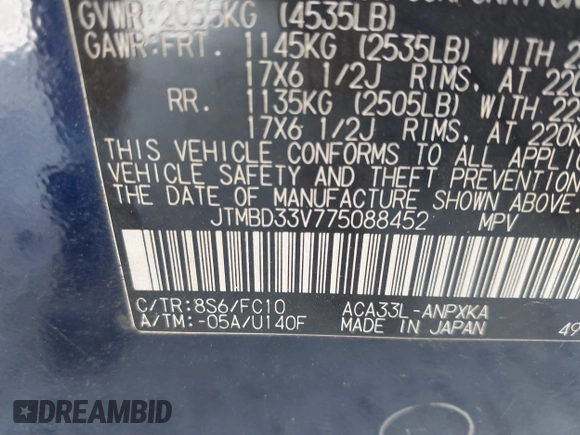 GVWR:2055KG (4535LB)
GAWR:FRT. 1145KG (2535LB) WITH
17X6 1/2J RIMS, AT 220
RR. 1135KG (2505LB) WITH
17X6 1/2J RIMS, AT 220K
THIS VEHICLE CONFORMS TO ALL
VEHICLE SAFETY AND THEFT PREVENTION
THE DATE OF MANUFACTURE SHOWN ABOVE.
JTMBD33V775088452 MPV
C/TR:8S6/FC10 ACA33L-ANPXKA
A/TM:-05A/U140F MADE IN JAPAN
DREAMBID